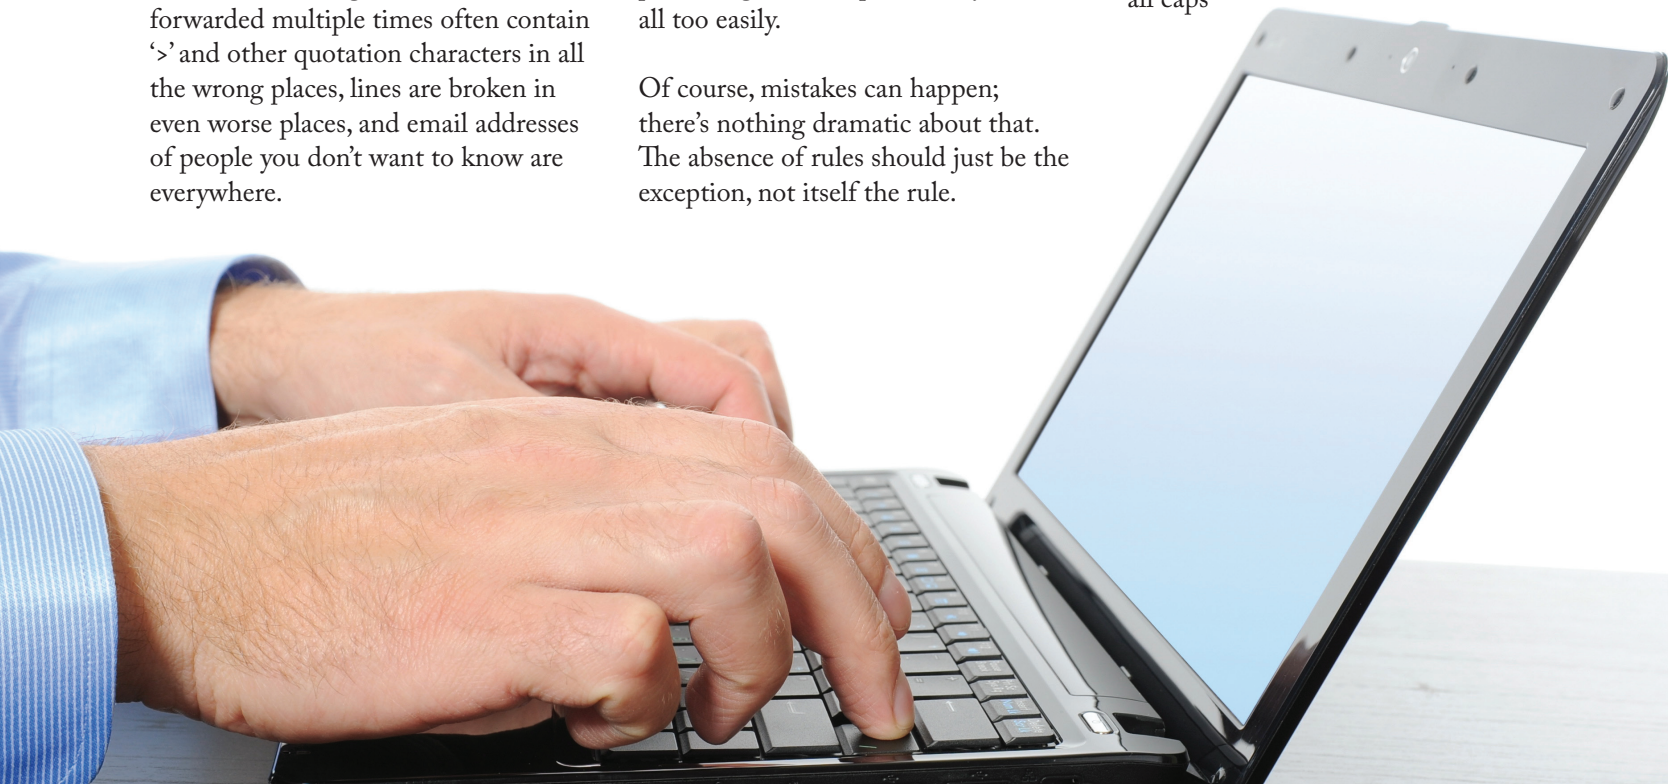 forwarded multiple times often contain
‘>’ and other quotation characters in all
the wrong places, lines are broken in
even worse places, and email addresses
of people you don’t want to know are
everywhere.
all too easily.
Of course, mistakes can happen;
there’s nothing dramatic about that.
The absence of rules should just be the
exception, not itself the rule.
all caps